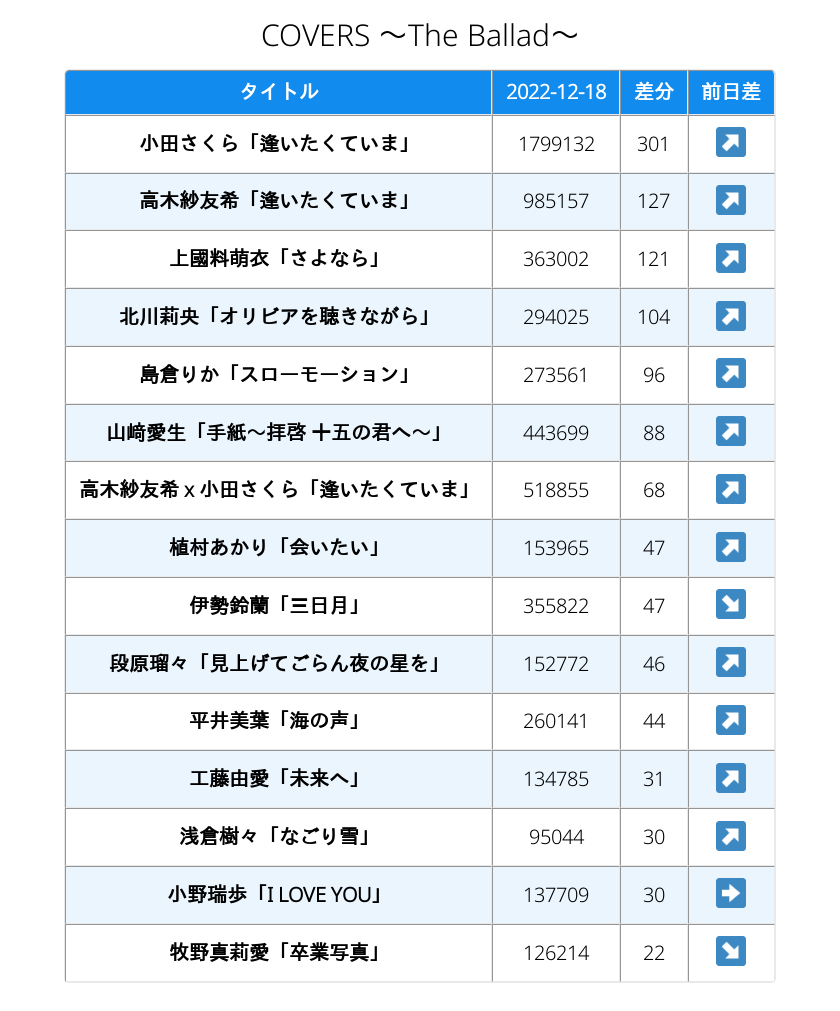 COVERS ～The Ballad～
タイトル 2022-12-18 差分 前日差
小田さくら「逢いたくていま」 1799132 301
高木紗友希「逢いたくていま」 985157 127
上國料萌衣「さよなら」 363002 121
北川莉央「オリビアを聴きながら」 294025 104
島倉りか「スローモーション」 273561 96
山﨑愛生「手紙～拝啓 十五の君へ～」 443699 88
高木紗友希 x 小田さくら「逢いたくていま」 518855 68
植村あかり「会いたい」 153965 47
伊勢鈴蘭「三日月」 355822 47
段原瑠々「見上げてごらん夜の星を」 152772 46
平井美葉「海の声」 260141 44
工藤由愛「未来へ」 134785 31
浅倉樹々「なごり雪」 95044 30
小野瑞歩「I LOVE YOU」 137709 30
牧野真莉愛「卒業写真」 126214 22